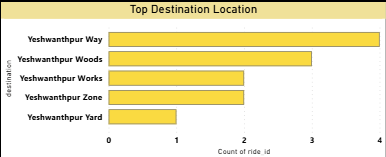 Top Destination Location
Yeshwanthpur Way
Yeshwanthpur Woods
Yeshwanthpur Works
Yeshwanthpur Zone
Yeshwanthpur Yard
destination
0 1 2 3 4
Count of ride_id